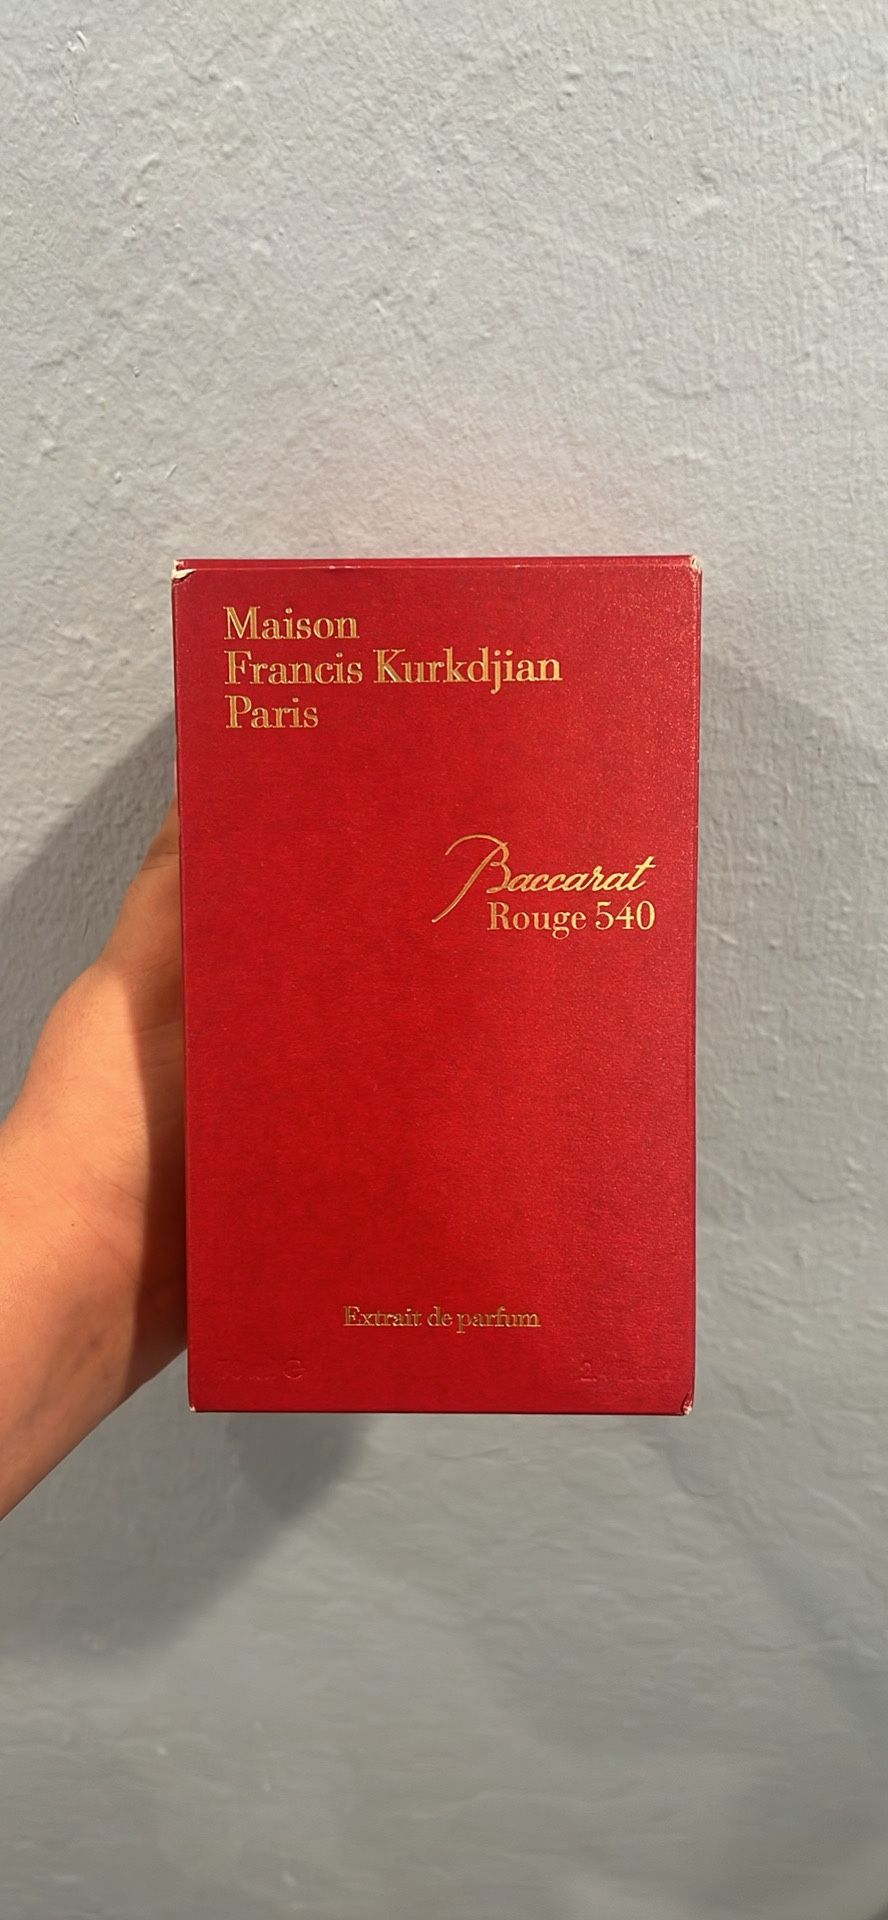 Maison
Francis Kurkdjian
Paris
Baccarat
Rouge 540
Extrait de parfum